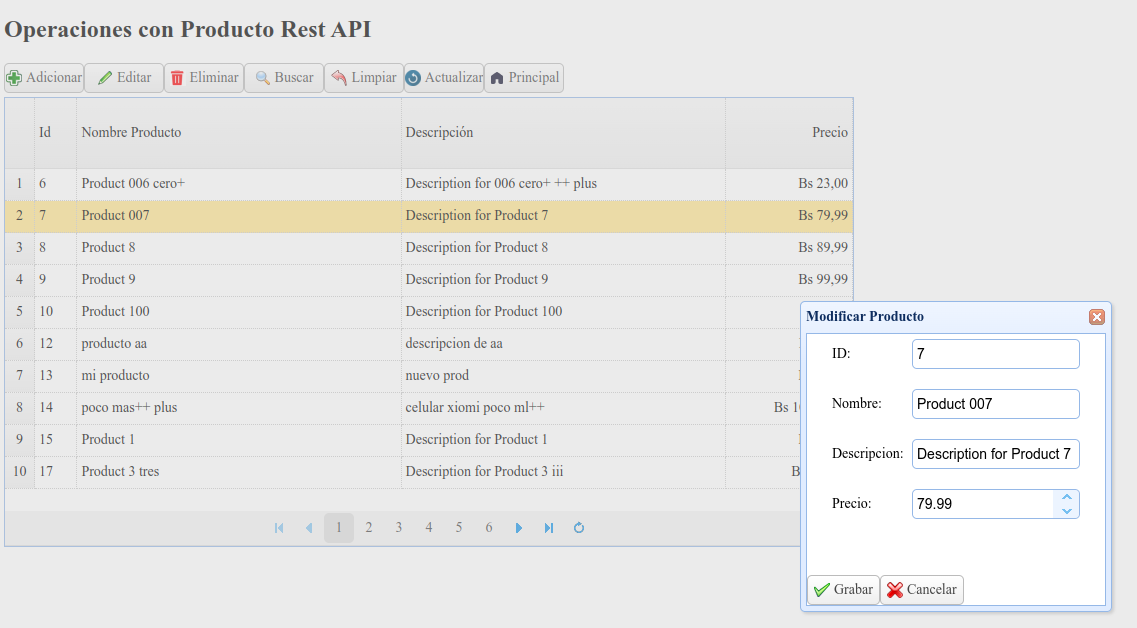 Operaciones con Producto Rest API
Adicionar Editar Eliminar Buscar Limpiar Actualizar Principal
Id Nombre Producto Descripción Precio
1 6 Product 006 cero+ Description for 006 cero+ ++ plus Bs 23,00
2 7 Product 007 Description for Product 7 Bs 79,99
3 8 Product 8 Description for Product 8 Bs 89,99
4 9 Product 9 Description for Product 9 Bs 99,99
5 10 Product 100 Description for Product 100
6 12 producto aa descripcion de aa
7 13 mi producto nuevo prod
8 14 poco mas++ plus celular xiomi poco ml++ Bs
9 15 Product 1 Description for Product 1
10 17 Product 3 tres Description for Product 3 iii
1 2 3 4 5 6
Modificar Producto
ID: 7
Nombre: Product 007
Descripcion: Description for Product 7
Precio: 79.99
Grabar Cancelar